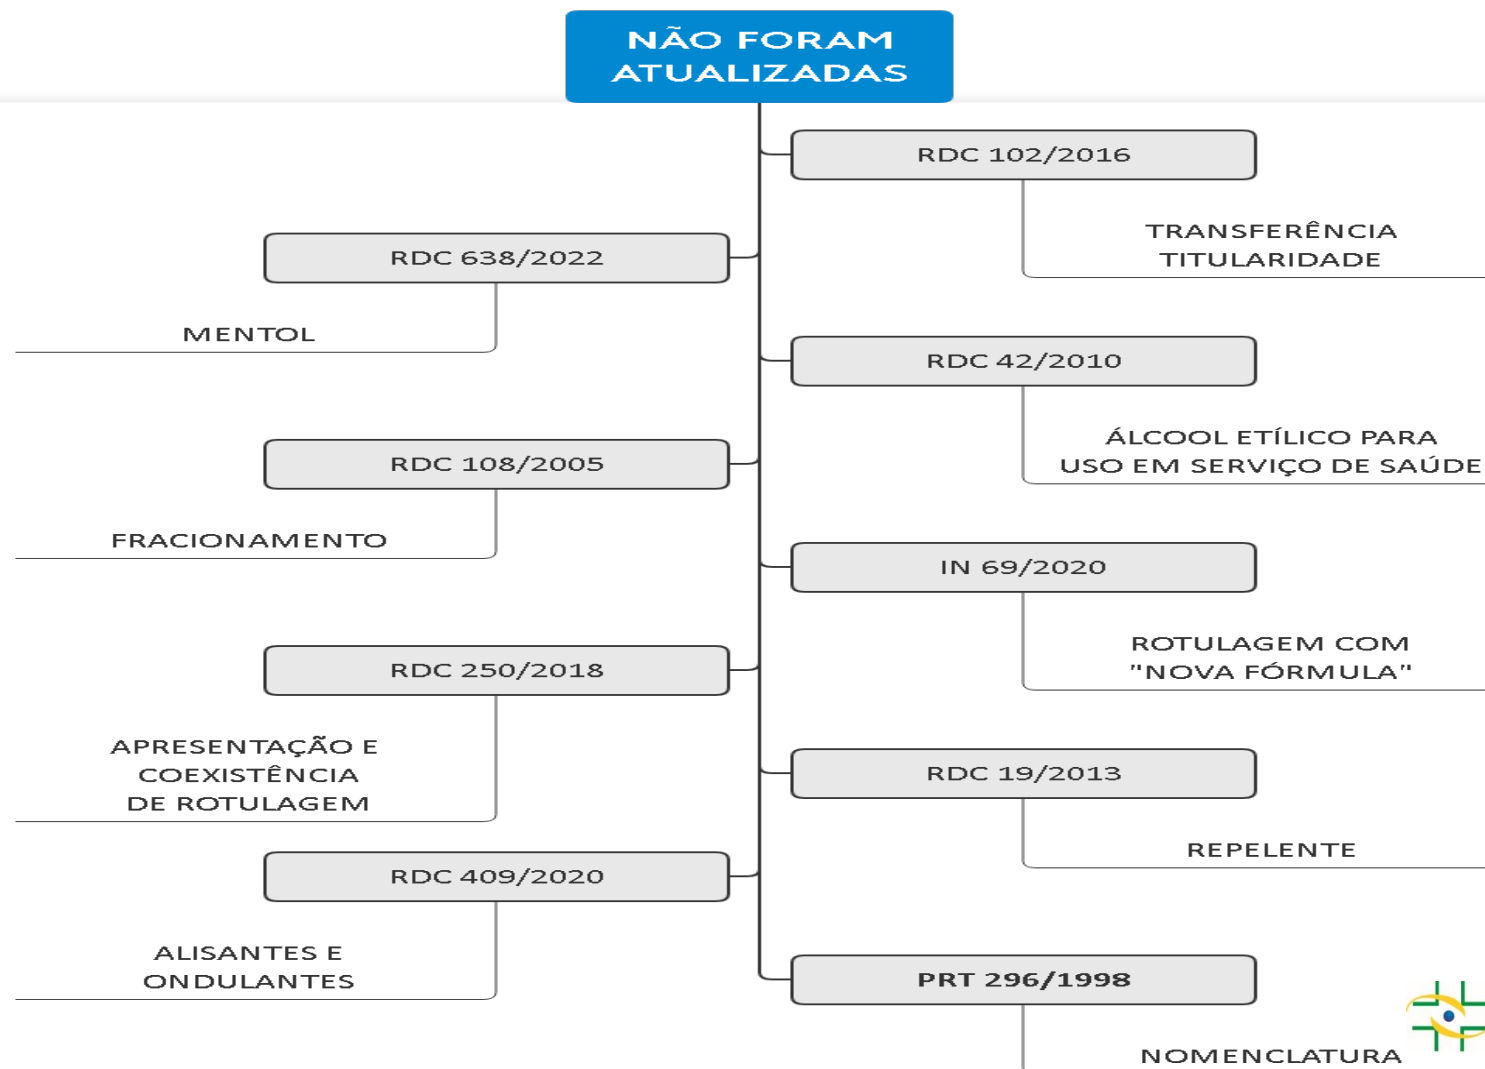 NÃO FORAM
ATUALIZADAS
RDC 102/2016
TRANSFERÊNCIA
TITULARIDADE
RDC 638/2022
MENTOL
RDC 42/2010
ÁLCOOL ETÍLICO PARA
USO EM SERVIÇO DE SAÚDE
RDC 108/2005
FRACIONAMENTO
IN 69/2020
ROTULAGEM COM
"NOVA FÓRMULA"
RDC 250/2018
APRESENTAÇÃO E
COEXISTÊNCIA
DE ROTULAGEM
RDC 19/2013
REPELENTE
RDC 409/2020
ALISANTES E
ONDULANTES
PRT 296/1998
NOMENCLATURA